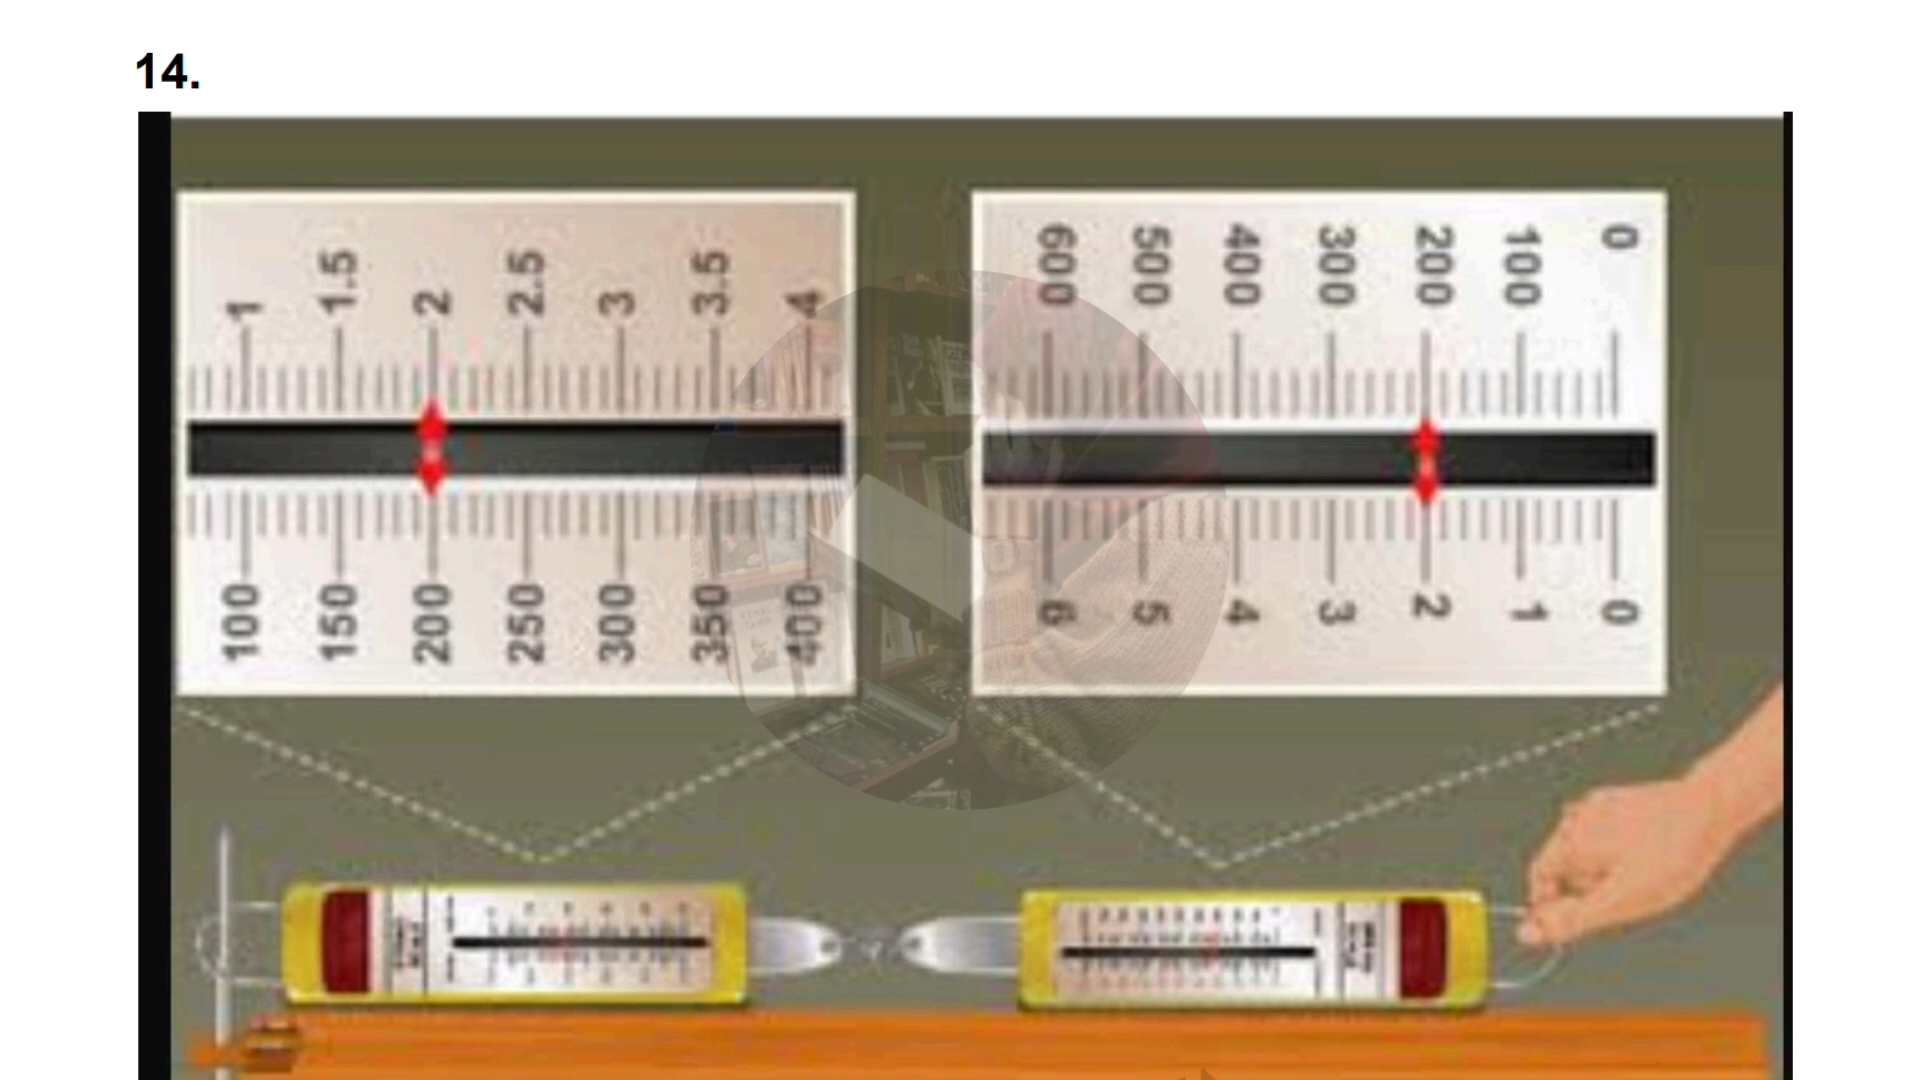 14.
1 1.5 2 2.5 3 3.5 4
100 150 200 250 300 350 400
600 500 400 300 200 100 0
6 5 4 3 2 1 0